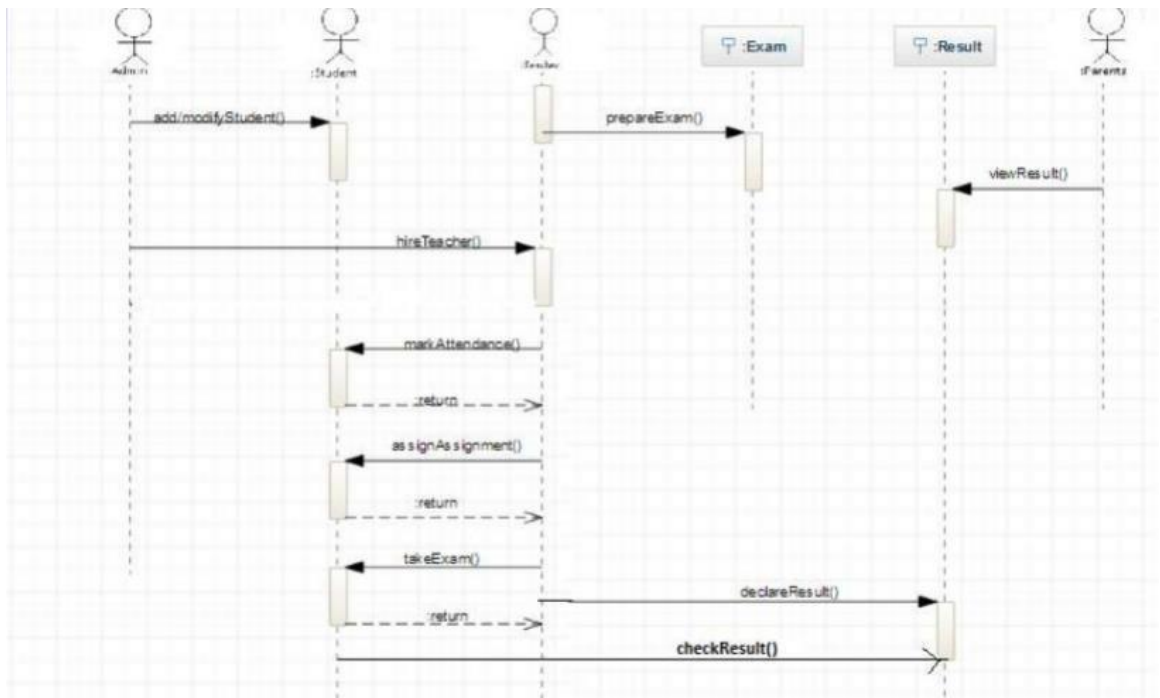 :Exam
:Result
Admin
:Student
:Parents
add/modifyStudent()
prepareExam()
viewResult()
hireTeacher()
markAttendance()
:return
assignAssignment()
:return
takeExam()
declareResult()
:return
checkResult()